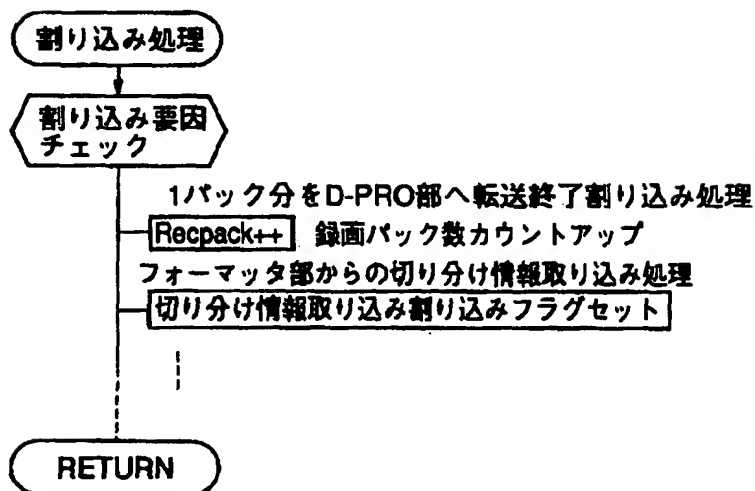 割り込み処理
割り込み要因
チェック
1パック分をD-PRO部へ転送終了割り込み処理
Recpack++ 録画パック数カウントアップ
フォーマッタ部からの切り分け情報取り込み処理
切り分け情報取り込み割り込みフラグセット
RETURN